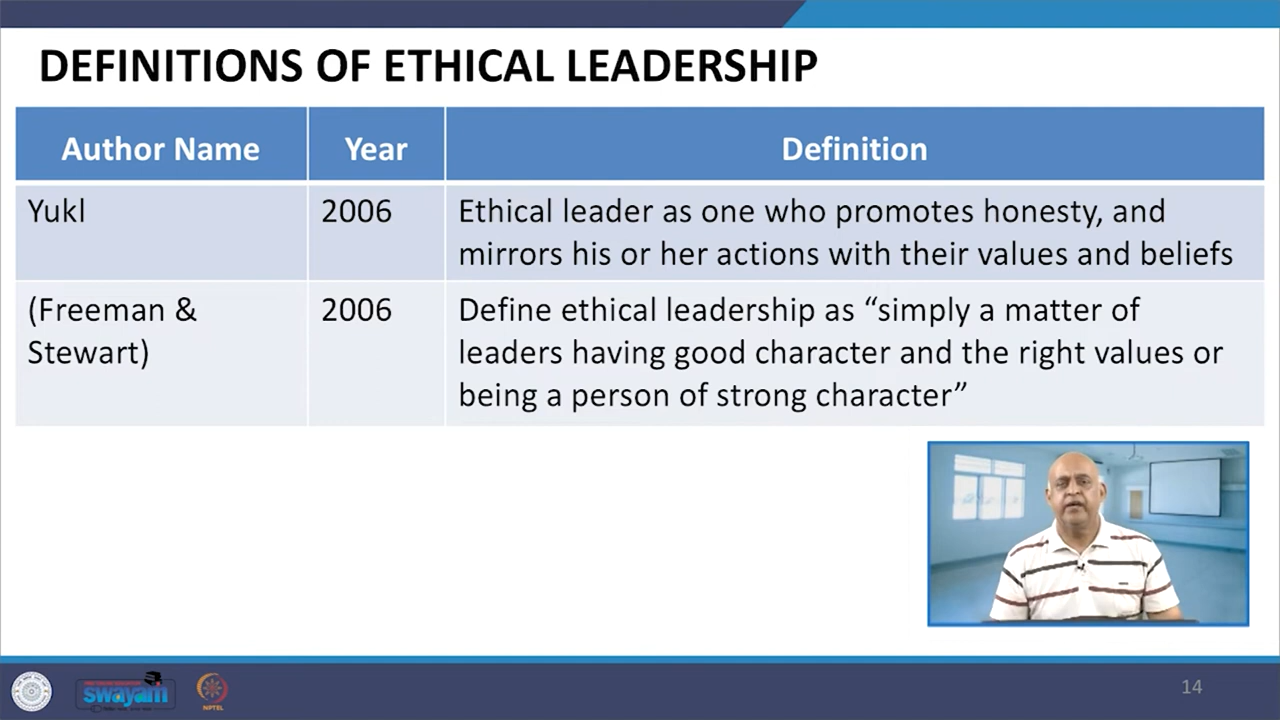 DEFINITIONS OF ETHICAL LEADERSHIP
Author Name
Year
Definition
Yukl
2006
Ethical leader as one who promotes honesty, and
mirrors his or her actions with their values and beliefs
(Freeman &
Stewart)
2006
Define ethical leadership as “simply a matter of
leaders having good character and the right values or
being a person of strong character”
swayam
NPTEL
14